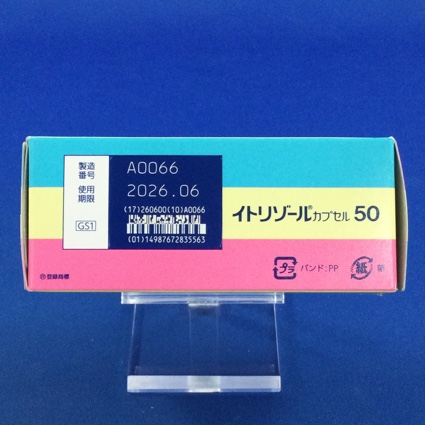 製造
番号
A0066
使用
期限
2026.06
(17)260600(10)A0066
GS1
(01)14987672835563
イトリゾール®カプセル 50
プラ
バンド:PP
紙
箱
㊟登録商標